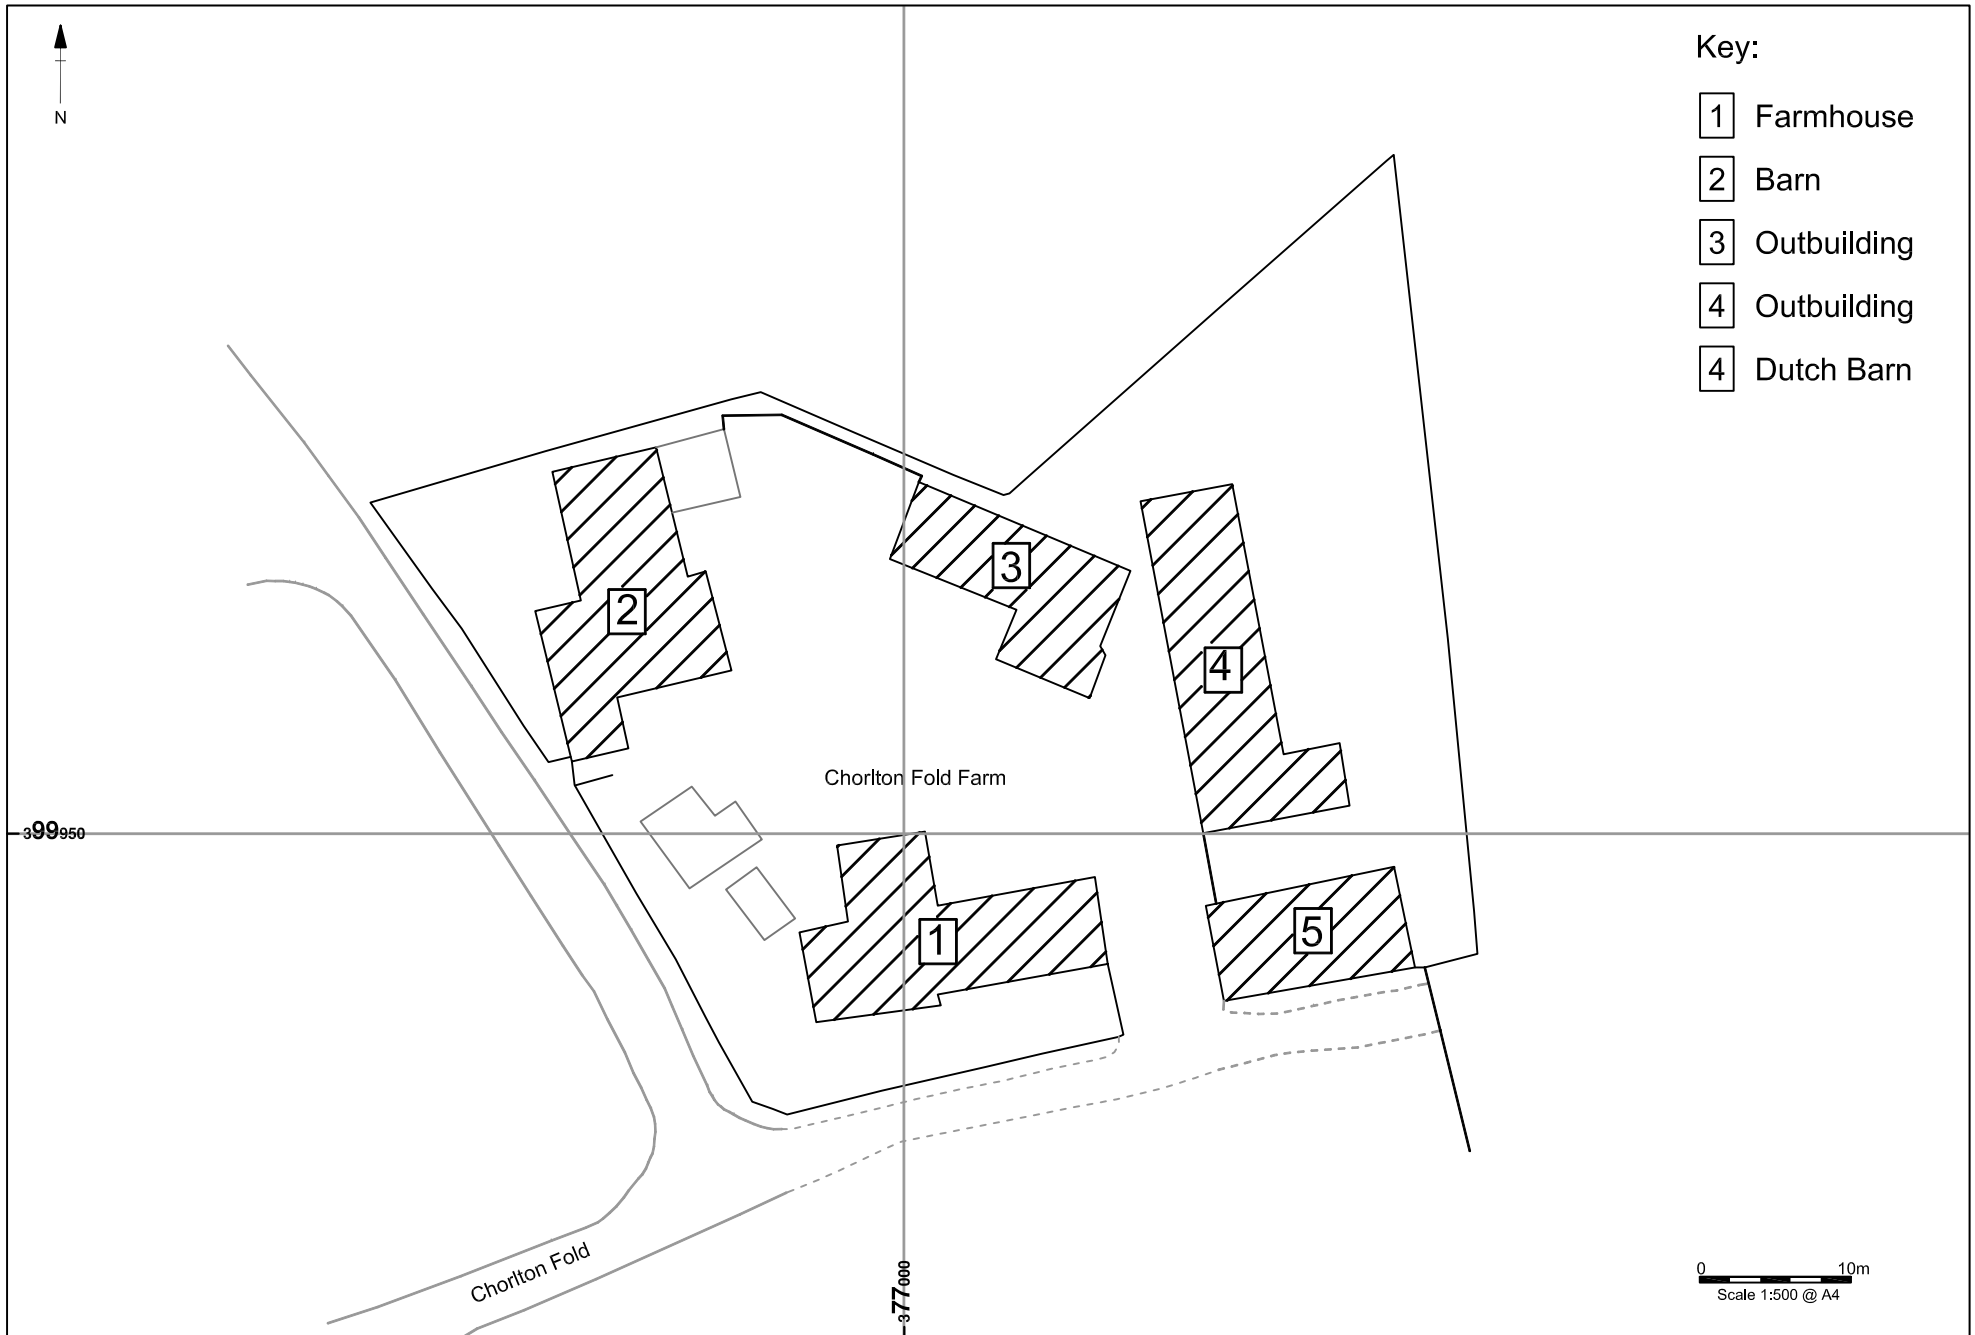 N
Key:
1 Farmhouse
2 Barn
3 Outbuilding
4 Outbuilding
4 Dutch Barn
3
2
4
Chorlton Fold Farm
399950
1
5
Chorlton Fold
377000
0 10m
Scale 1:500 @ A4